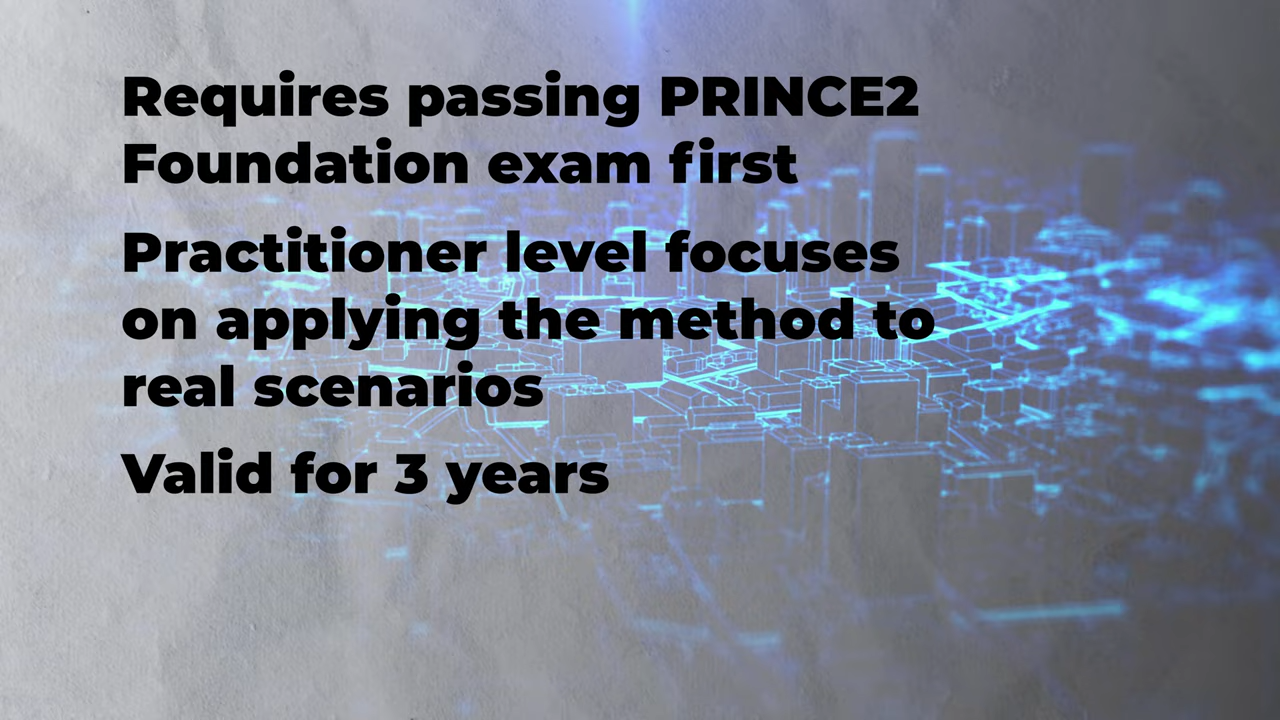 Requires passing PRINCE2
Foundation exam first
Practitioner level focuses
on applying the method to
real scenarios
Valid for 3 years